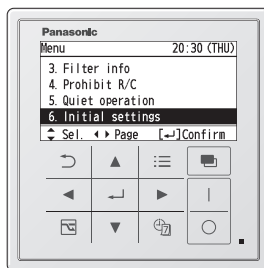 Panasonic
Menu 20:30 (THU)
3. Filter info
4. Prohibit R/C
5. Quiet operation
6. Initial settings
Sel. Page [↵]Confirm
7